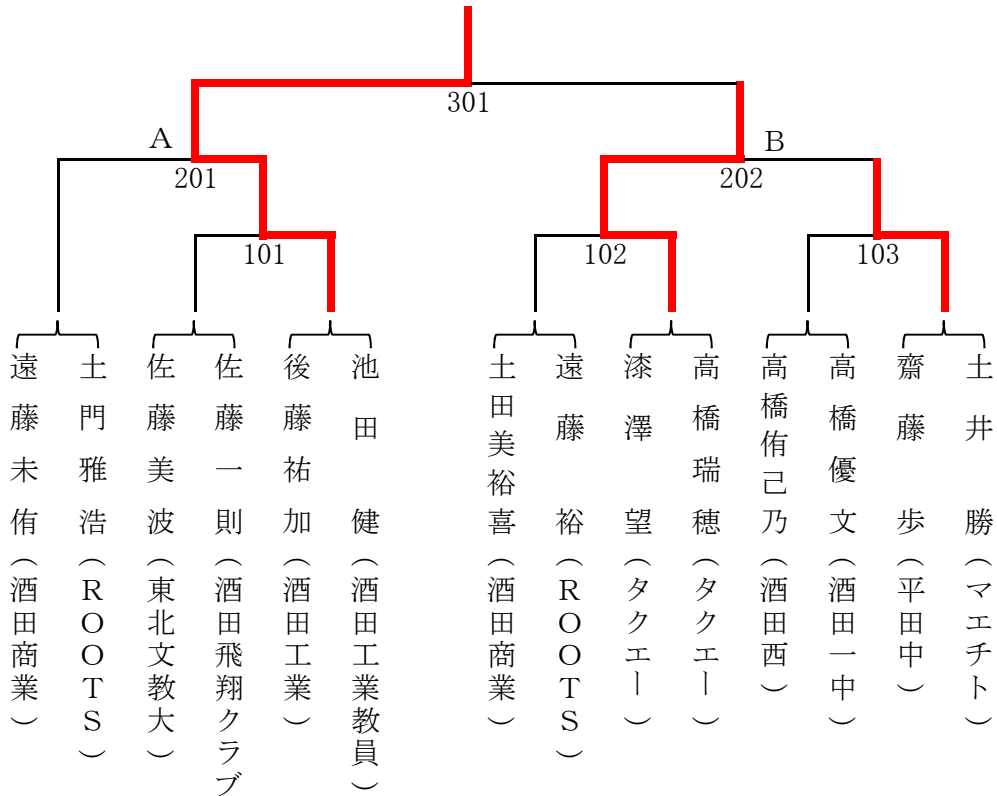 301
A
B
201
202
101
102
103
遠藤未侑(酒田商業)
土門雅浩(ROOTS)
佐藤美波(東北文教大)
佐藤一則(酒田飛翔クラブ
後藤祐加(酒田工業)
池田健(酒田工業教員)
土田美裕喜(酒田商業)
遠藤裕(ROOTS)
漆澤望(タクエー)
高橋瑞穂(タクエー)
高橋侑己乃(酒田西)
高橋優文(酒田一中)
齋藤歩(平田中)
土井勝(マエチト)